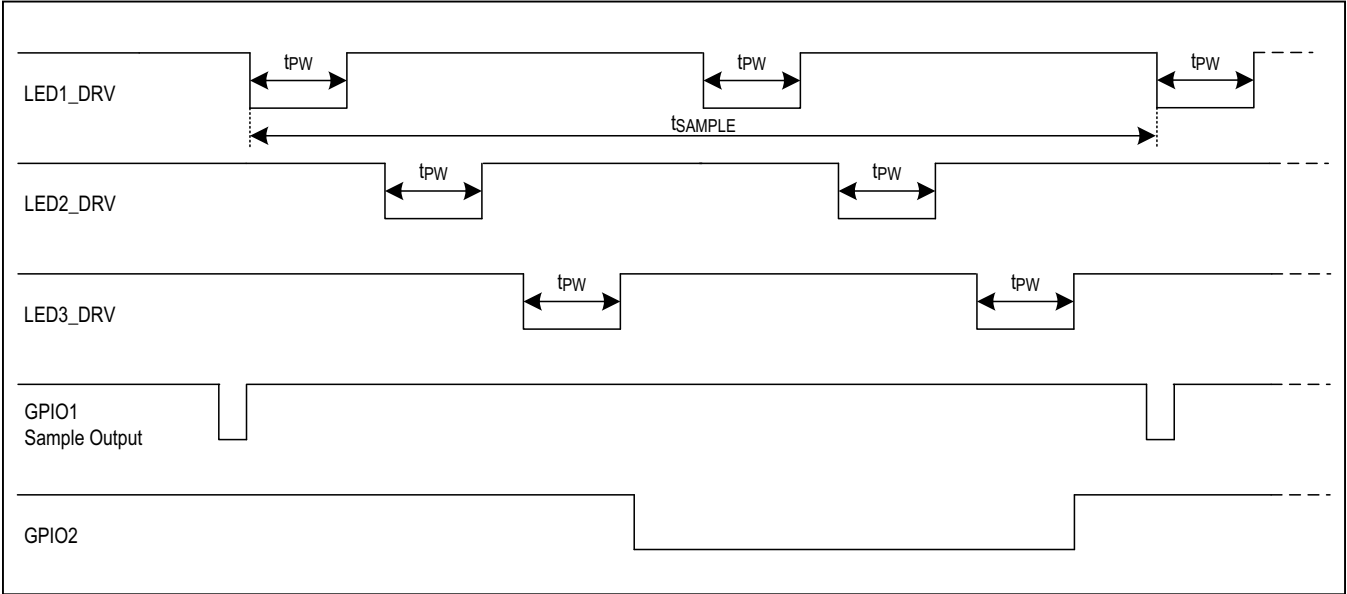 tPW
tPW
tPW
LED1_DRV
tSAMPLE
tPW
tPW
LED2_DRV
tPW
tPW
LED3_DRV
GPIO1
Sample Output
GPIO2